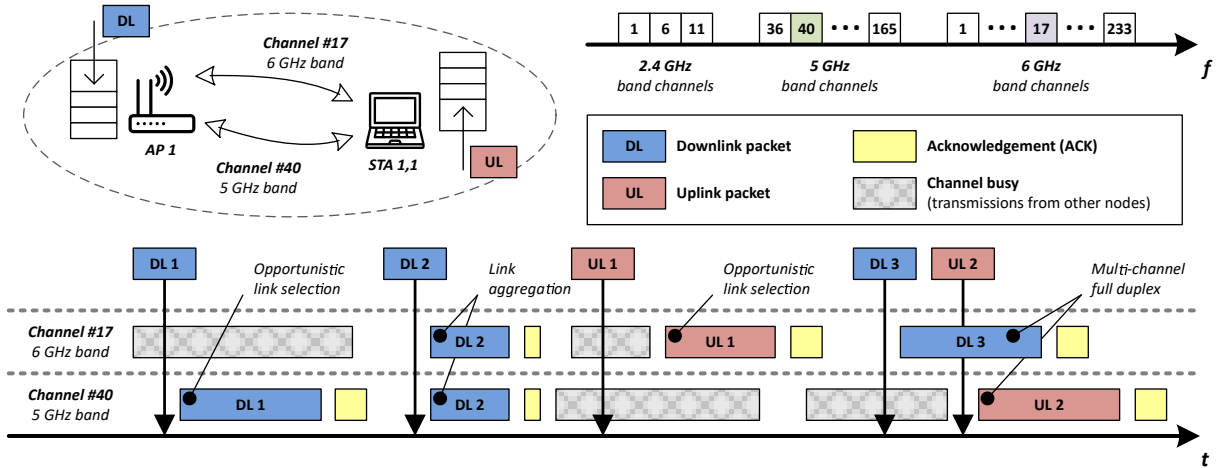 DL
Channel #17
6 GHz band
AP 1
Channel #40
5 GHz band
STA 1,1
UL
1 6 11 36 40 ••• 165 1 ••• 17 ••• 233
f
2.4 GHz
band channels
5 GHz
band channels
6 GHz
band channels
DL Downlink packet
UL Uplink packet
Acknowledgement (ACK)
Channel busy
(transmissions from other nodes)
DL 1
Opportunistic
link selection
DL 2
Link
aggregation
UL 1
Opportunistic
link selection
DL 3
UL 2
Multi-channel
full duplex
Channel #17
6 GHz band
DL 2
UL 1
DL 3
Channel #40
5 GHz band
DL 1
DL 2
UL 2
t